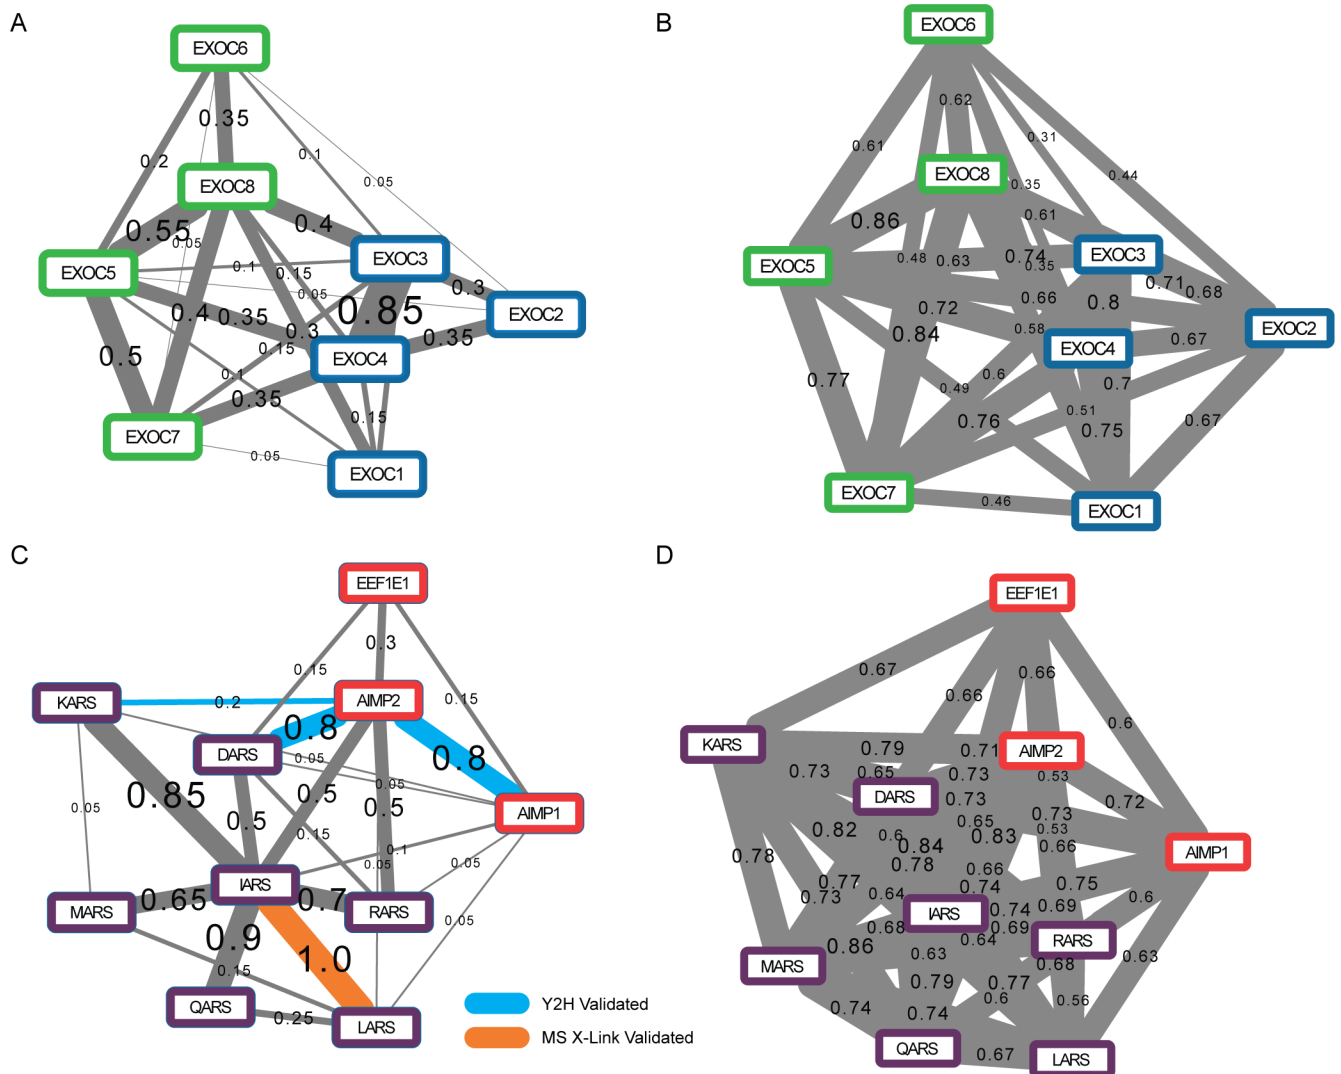 A
B
EXOC6
0.35
0.2
0.1
0.05
EXOC8
0.55
0.4
0.05
EXOC5
0.1
0.15
EXOC3
0.05
0.3
EXOC2
0.4
0.35
0.3
0.85
0.35
0.5
0.15
EXOC4
0.1
0.35
0.15
EXOC7
0.05
EXOC1
EXOC6
0.62
0.31
0.61
0.44
EXOC8
0.35
0.86
0.61
EXOC5
0.48
0.63
0.74
0.35
EXOC3
0.71
0.68
0.72
0.66
0.8
EXOC2
0.84
0.58
EXOC4
0.67
0.77
0.49
0.6
0.7
0.76
0.51
0.75
0.67
EXOC7
0.46
EXOC1
C
D
EEF1E1
0.3
0.15
0.15
KARS
0.2
AIMP2
DARS
0.8
0.05
0.8
0.05
0.85
0.5
0.5
0.5
AIMP1
0.05
0.15
0.1
0.05
0.05
IARS
0.65
0.7
MARS
RARS
0.05
0.9
0.15
1.0
QARS
0.25
LARS
Y2H Validated
MS X-Link Validated
EEF1E1
0.67
0.66
0.66
0.6
KARS
0.79
0.71
AIMP2
0.73
0.65
0.73
0.53
DARS
0.73
0.72
0.82
0.6
0.65
0.73
0.53
0.84
0.83
0.66
0.78
0.78
0.66
AIMP1
0.77
0.73
0.64
0.74
0.75
0.6
IARS
0.74
0.69
0.68
0.69
0.86
0.64
RARS
MARS
0.63
0.68
0.63
0.79
0.77
0.74
0.6
0.56
0.74
QARS
0.67
LARS